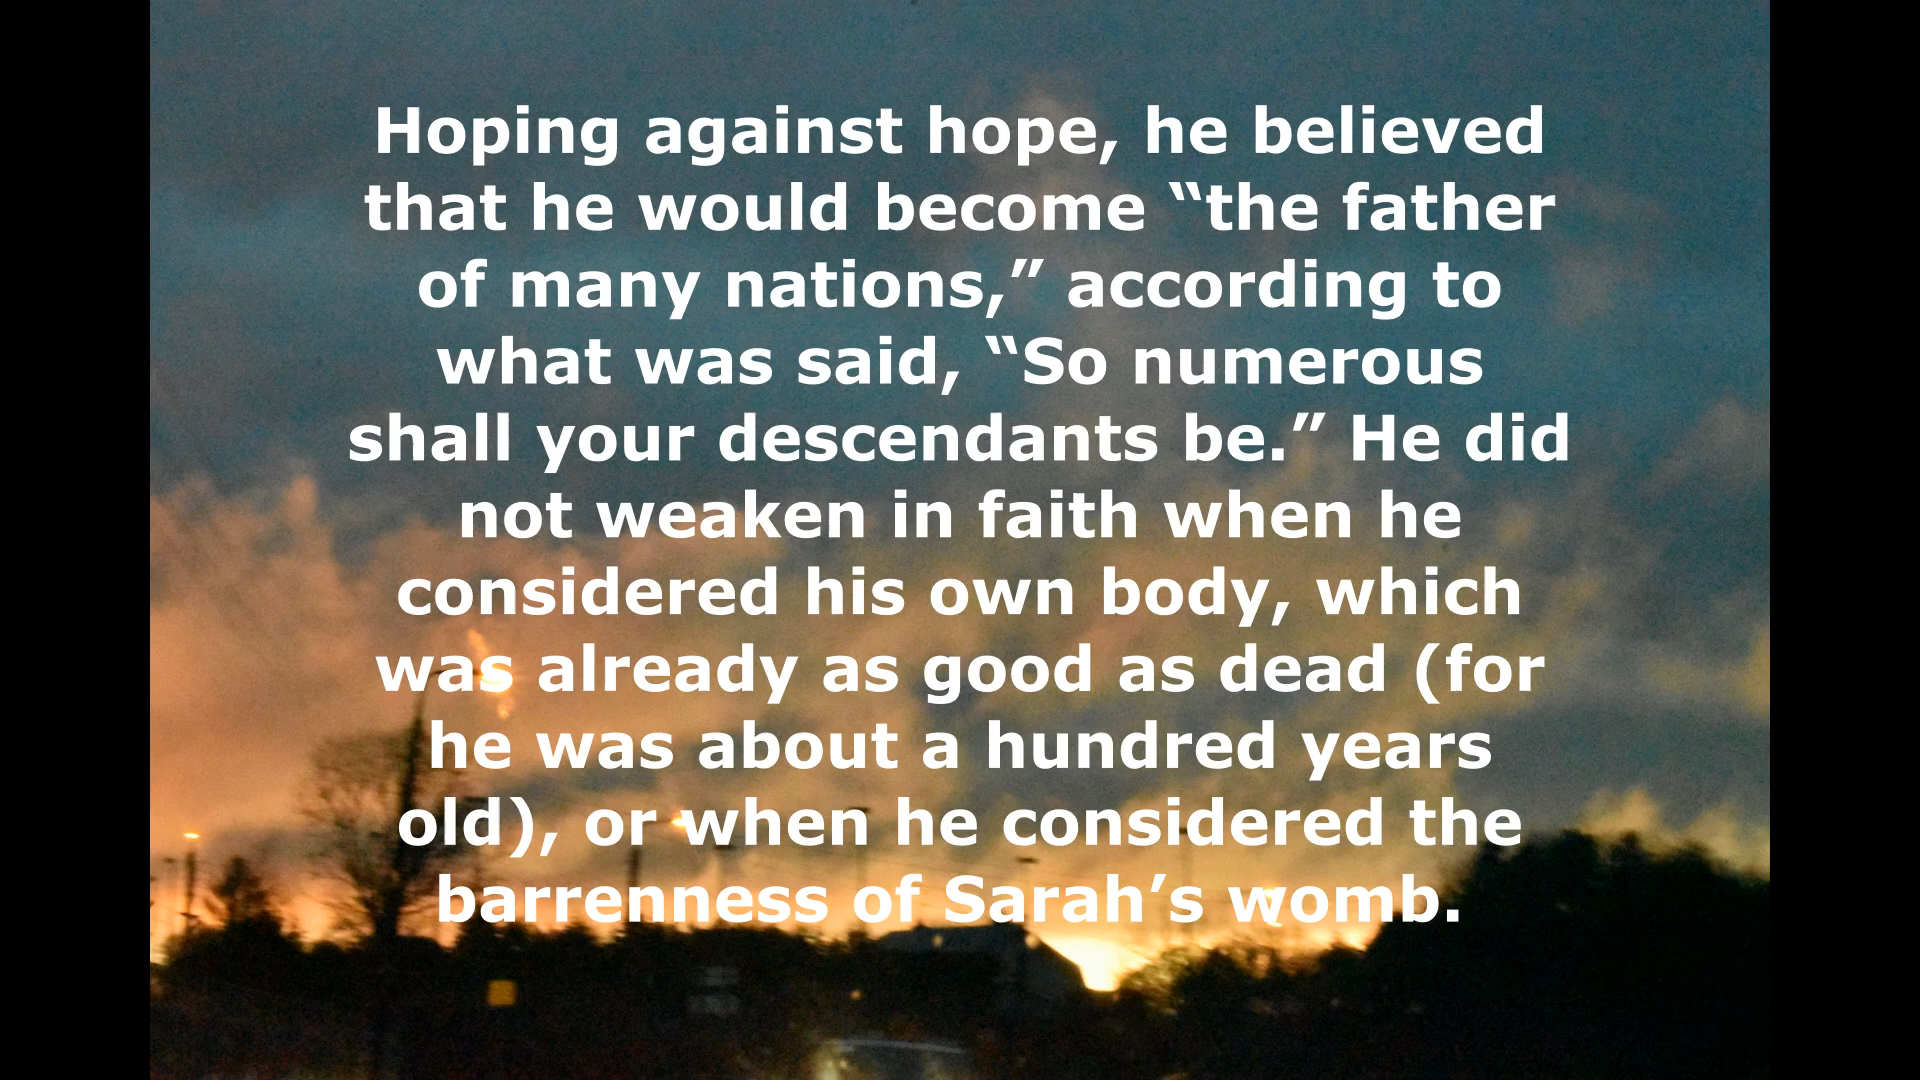 Hoping against hope, he believed
that he would become “the father
of many nations,” according to
what was said, “So numerous
shall your descendants be.” He did
not weaken in faith when he
considered his own body, which
was already as good as dead (for
he was about a hundred years
old), or when he considered the
barrenness of Sarah’s womb.